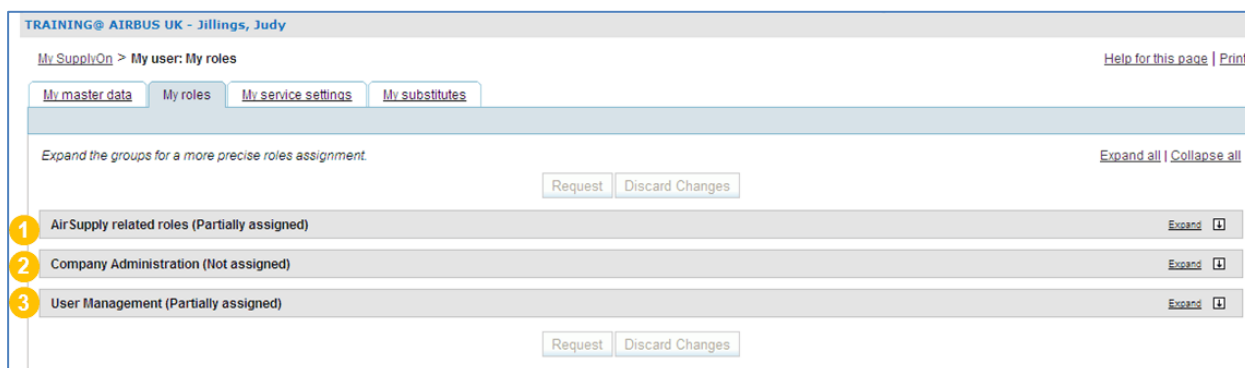 TRAINING@ AIRBUS UK - Jillings, Judy
My SupplyOn > My user: My roles
Help for this page | Print
My master data My roles My service settings My substitutes
Expand the groups for a more precise roles assignment.
Expand all | Collapse all
Request Discard Changes
1 AirSupply related roles (Partially assigned) Expand
2 Company Administration (Not assigned) Expand
3 User Management (Partially assigned) Expand
Request Discard Changes